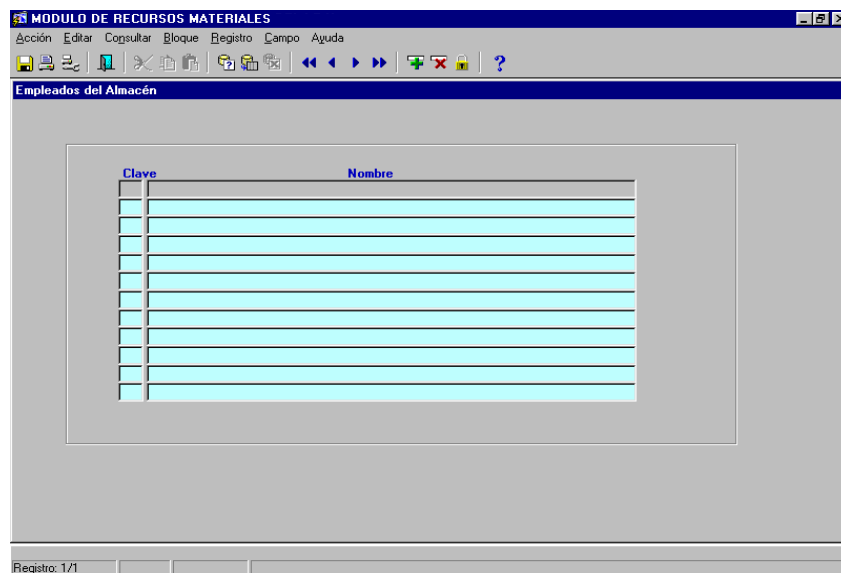 MODULO DE RECURSOS MATERIALES
Acción Editar Consultar Bloque Registro Campo Ayuda
?
Empleados del Almacén
Clave Nombre
Registro: 1/1